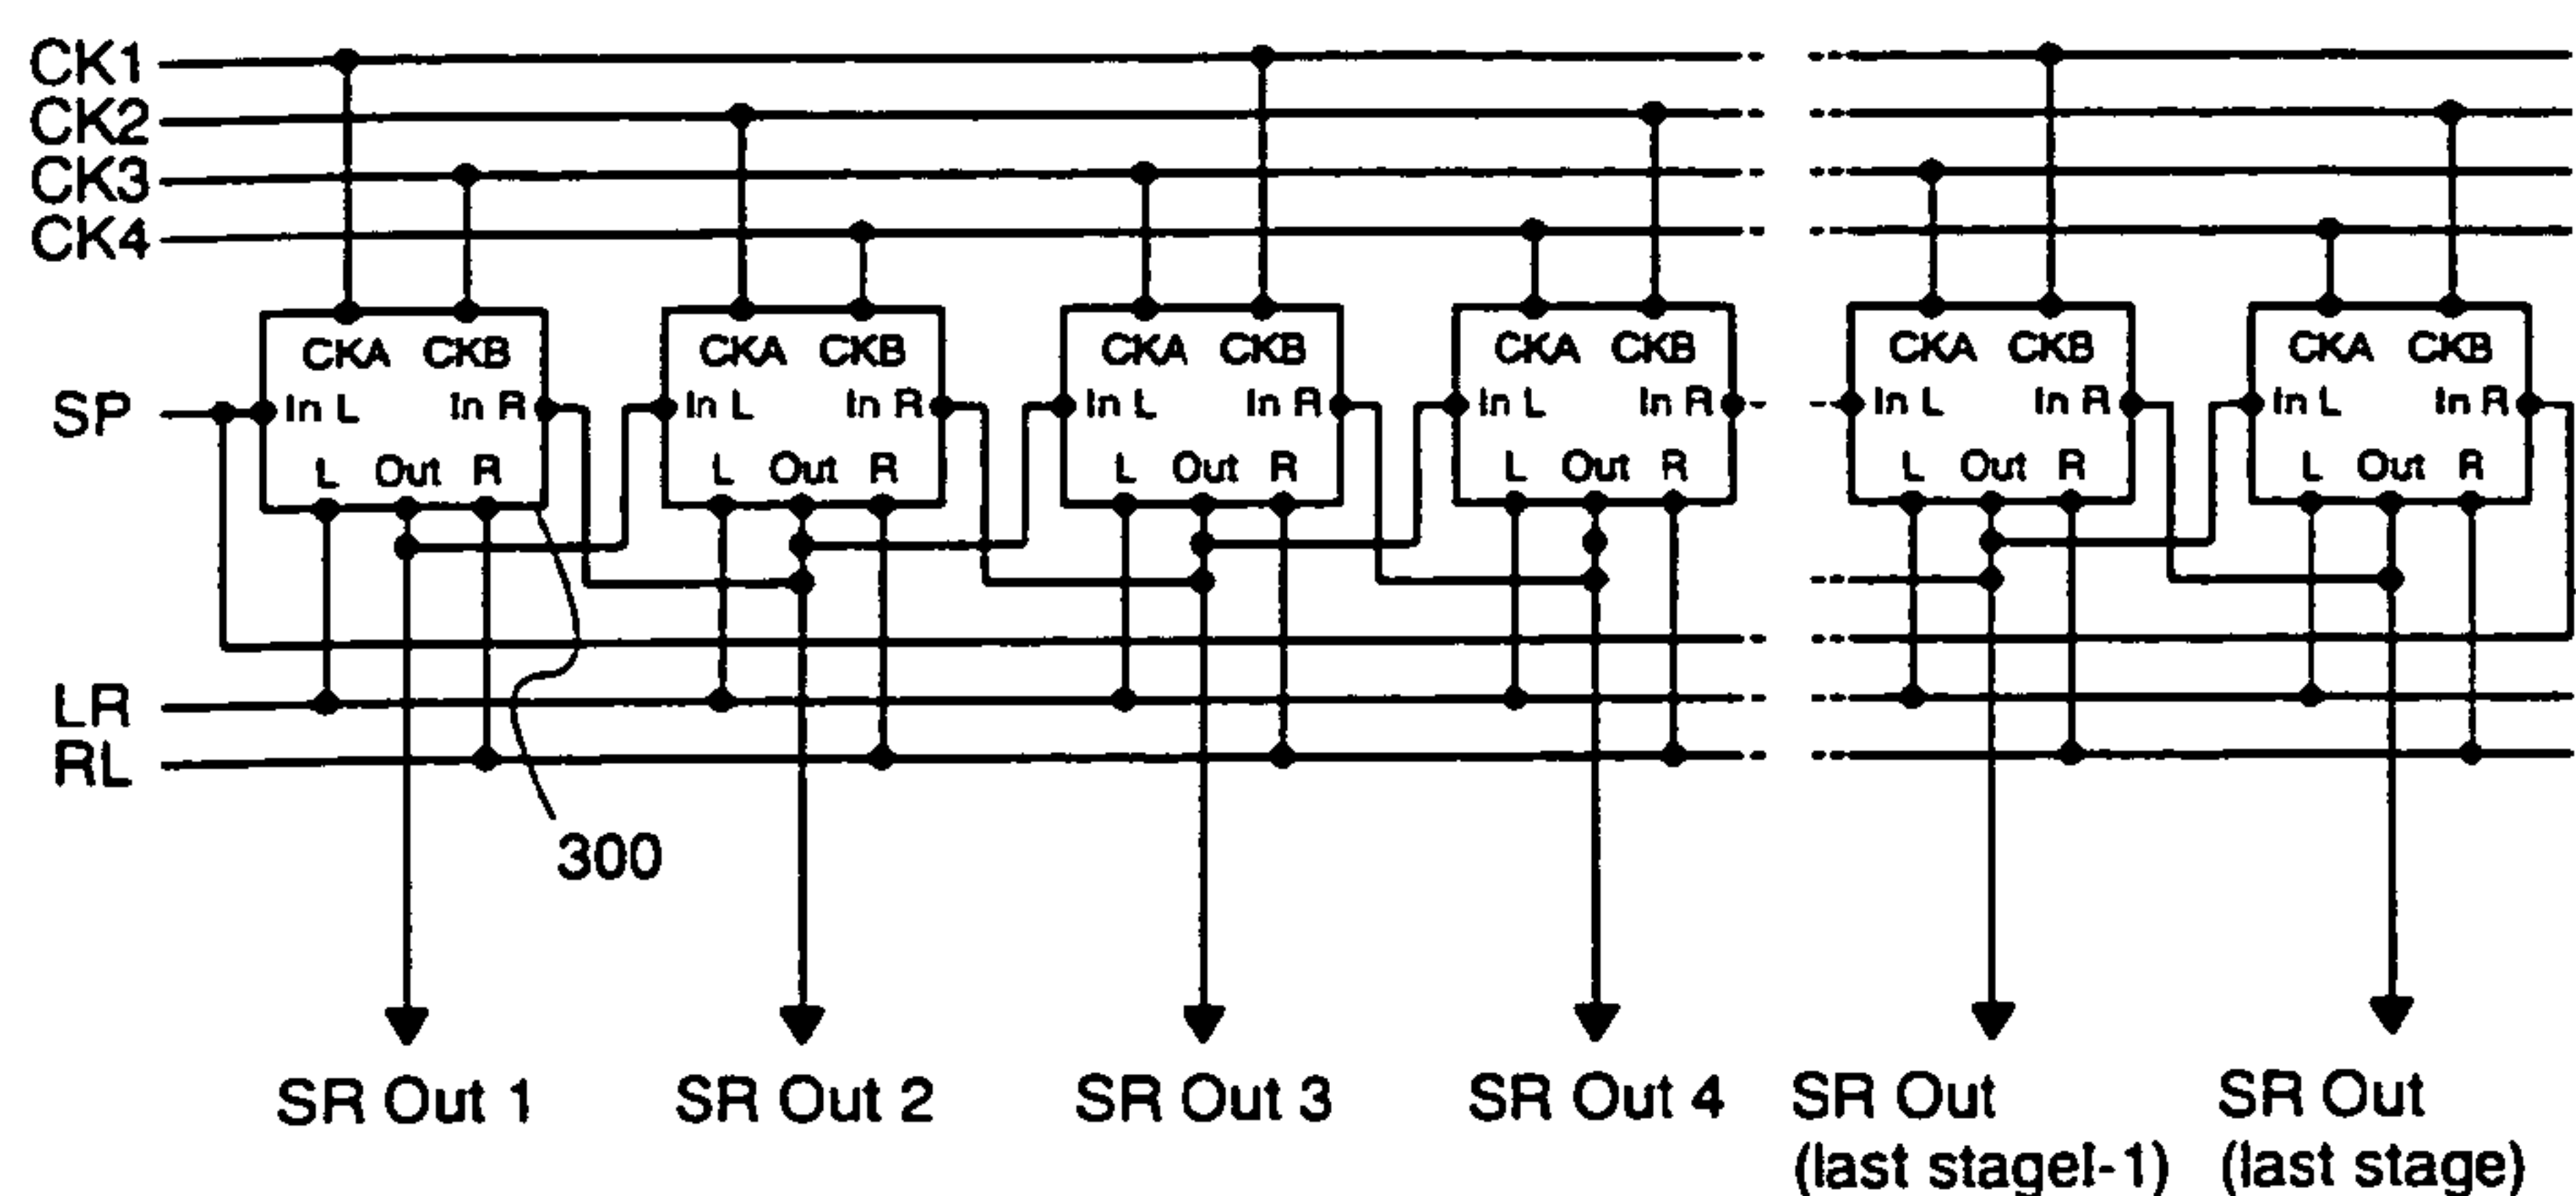 CK1
CK2
CK3
CK4
CKA CKB CKA CKB CKA CKB CKA CKB CKA CKB CKA CKB
SP In L In R In L In R In L In R In L In R In L In R In L In R
L Out R L Out R L Out R L Out R L Out R L Out R
LR
RL
300
SR Out 1 SR Out 2 SR Out 3 SR Out 4 SR Out SR Out
(last stageI-1) (last stage)